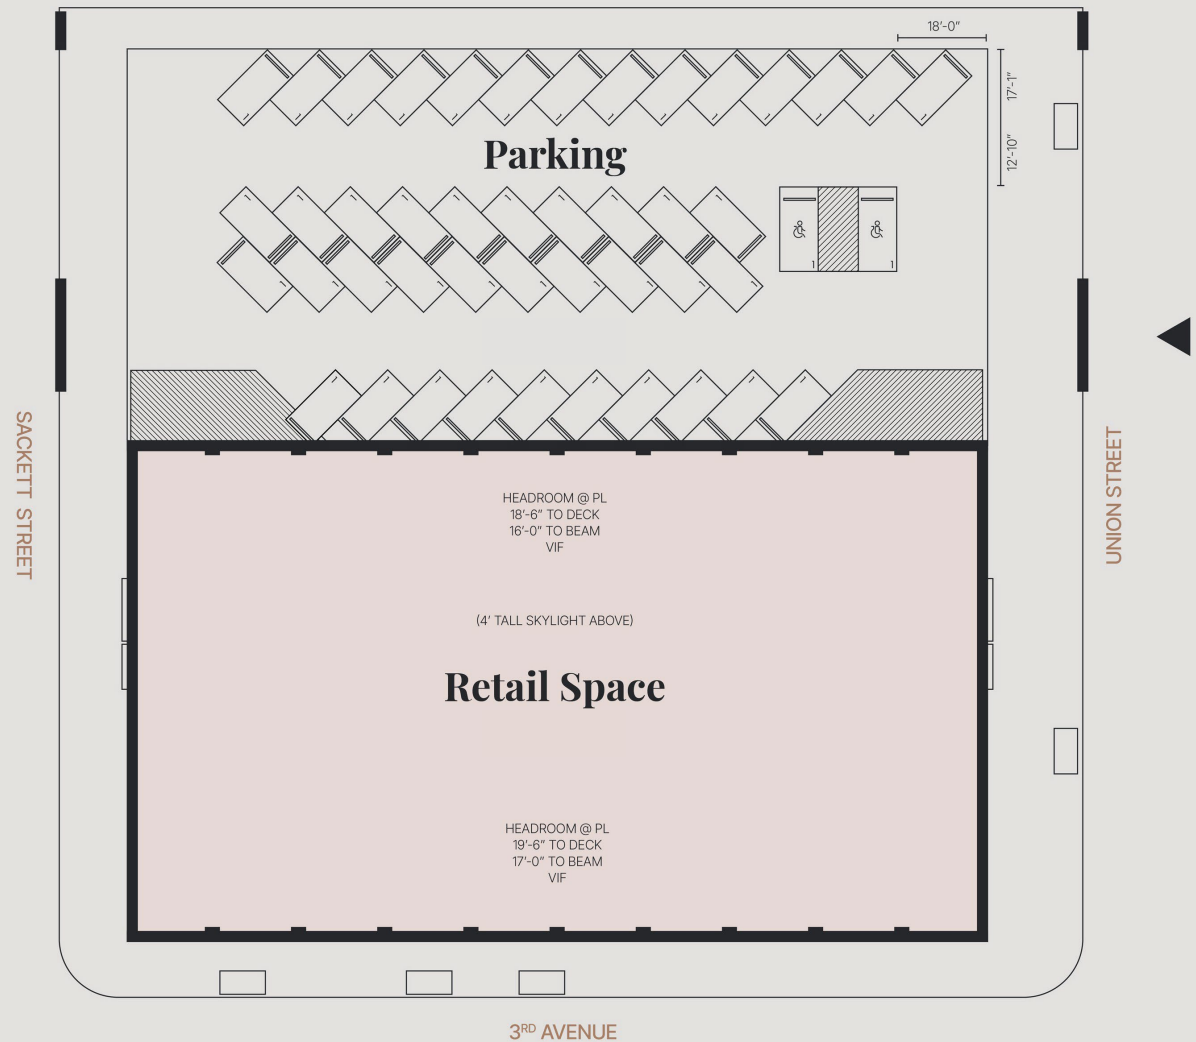 18'-0"
17'-1"
Parking
12'-10"
1 1
SACKETT STREET
UNION STREET
HEADROOM @ PL
18'-6" TO DECK
16'-0" TO BEAM
VIF
(4' TALL SKYLIGHT ABOVE)
Retail Space
HEADROOM @ PL
19'-6" TO DECK
17'-0" TO BEAM
VIF
3RD AVENUE